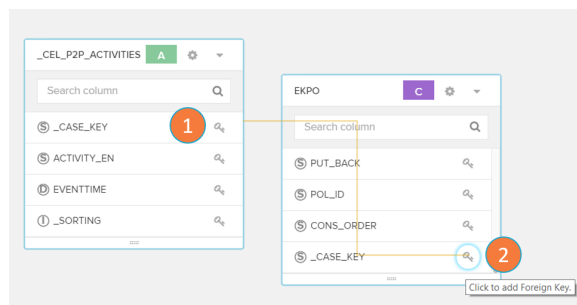 _CEL_P2P_ACTIVITIES A
Search column
Ⓢ _CASE_KEY 1
Ⓢ ACTIVITY_EN
Ⓓ EVENTTIME
Ⓘ _SORTING
EKPO C
Search column
Ⓢ PUT_BACK
Ⓢ POL_ID
Ⓢ CONS_ORDER
Ⓢ _CASE_KEY 2
Click to add Foreign Key.